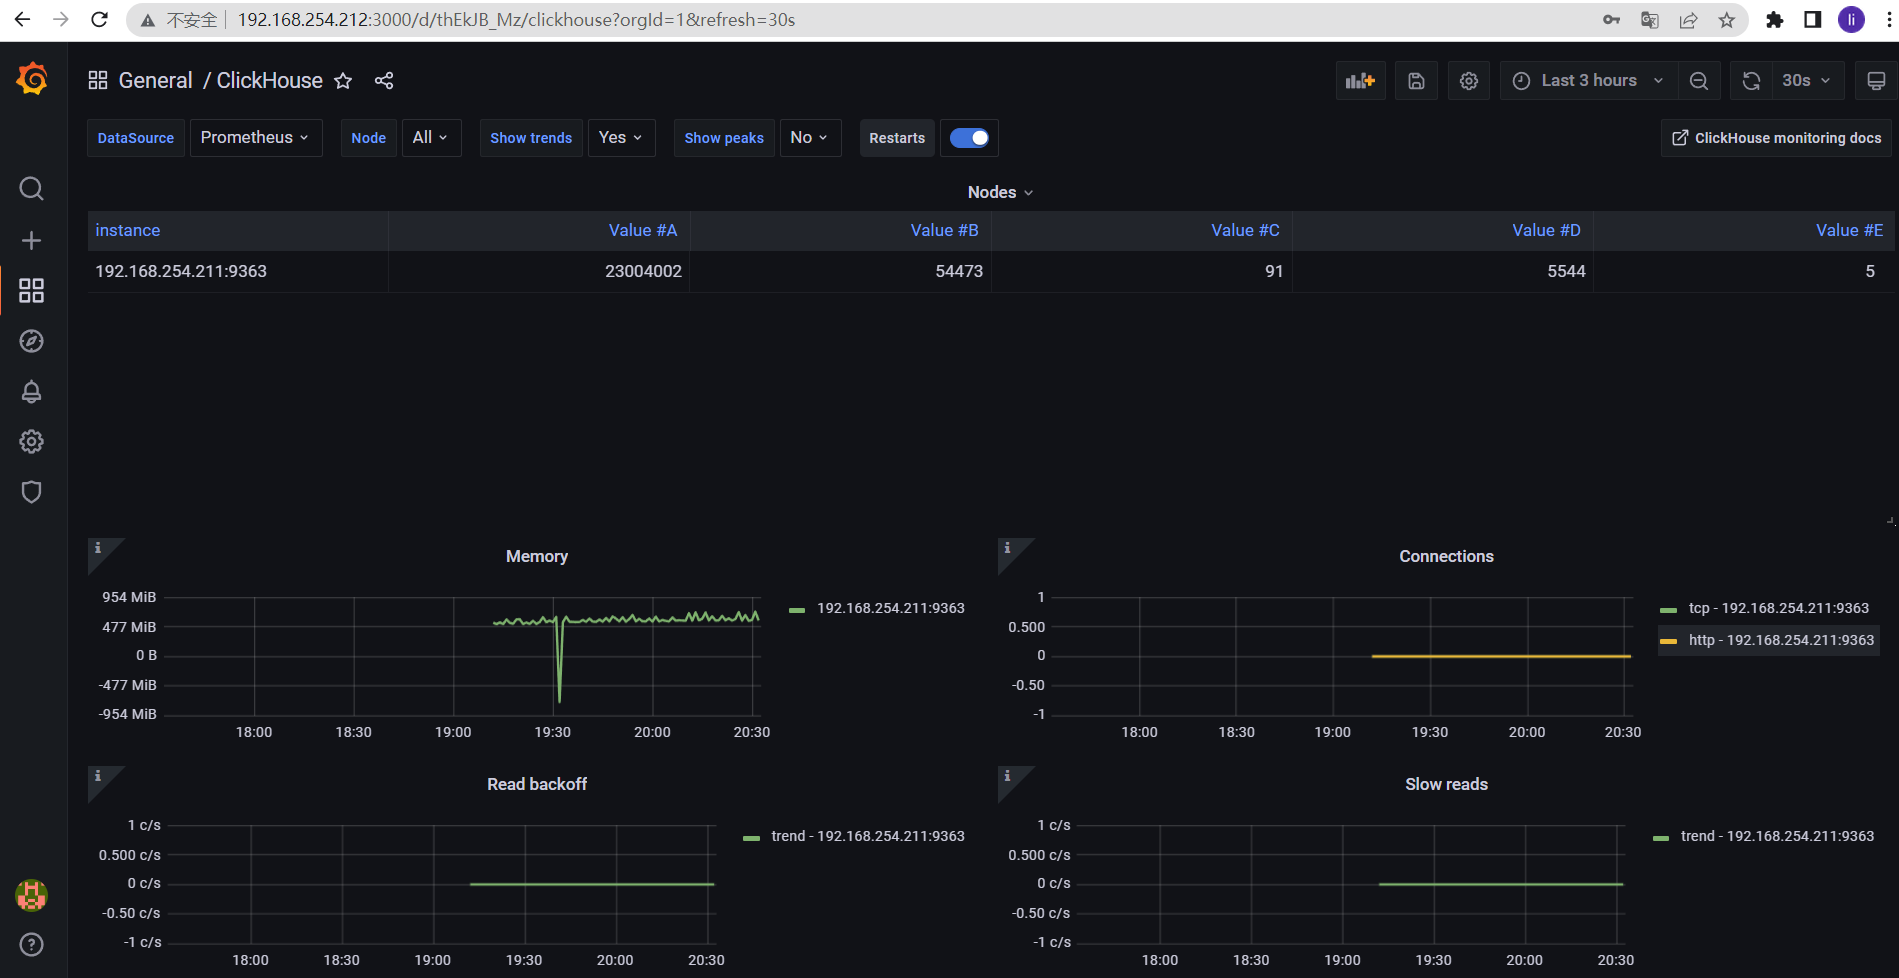 不安全 192.168.254.212:3000/d/thEkJB_Mz/clickhouse?orgId=1&refresh=30s li
General / ClickHouse Last 3 hours 30s
DataSource Prometheus Node All Show trends Yes Show peaks No Restarts ClickHouse monitoring docs
Nodes
instance Value #A Value #B Value #C Value #D Value #E
192.168.254.211:9363 23004002 54473 91 5544 5
Memory
954 MiB
477 MiB
0 B
-477 MiB
-954 MiB
18:00 18:30 19:00 19:30 20:00 20:30
192.168.254.211:9363
Connections
1
0.500
0
-0.50
-1
18:00 18:30 19:00 19:30 20:00 20:30
tcp - 192.168.254.211:9363
http - 192.168.254.211:9363
Read backoff
1 c/s
0.500 c/s
0 c/s
-0.50 c/s
-1 c/s
18:00 18:30 19:00 19:30 20:00 20:30
trend - 192.168.254.211:9363
Slow reads
1 c/s
0.500 c/s
0 c/s
-0.50 c/s
-1 c/s
18:00 18:30 19:00 19:30 20:00 20:30
trend - 192.168.254.211:9363